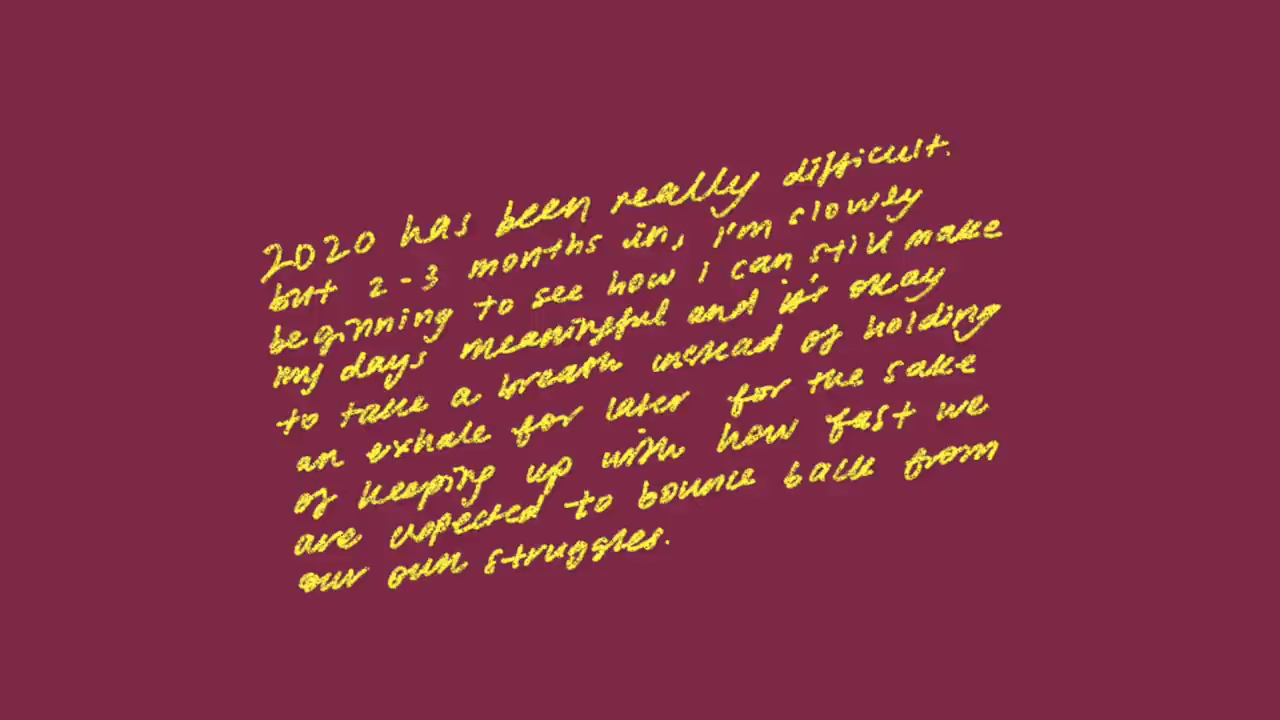 2020 has been really difficult.
but 2-3 months in, i'm slowly
beginning to see how i can still make
my days meaningful and it's okay
to take a breath instead of holding
an exhale for later for the sake
of keeping up with how fast we
are expected to bounce back from
our own struggles.